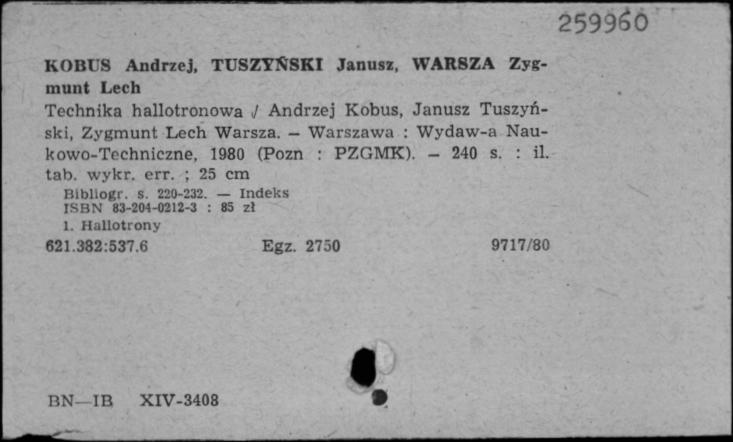 259960
KOBUS Andrzej, TUSZYŃSKI Janusz, WARSZA Zyg-
munt Lech
Technika hallotronowa / Andrzej Kobus, Janusz Tuszyń-
ski, Zygmunt Lech Warsza. — Warszawa : Wydaw-a Nau-
kowo-Techniczne, 1980 (Pozn : PZGMK). — 240 s. : il.
tab. wykr. err. ; 25 cm
Bibliogr. s. 220-232. — Indeks
ISBN 83-204-0212-3 : 85 zł
1. Hallotrony
621.382:537.6 Egz. 2750 9717/80
BN—IB XIV-3408